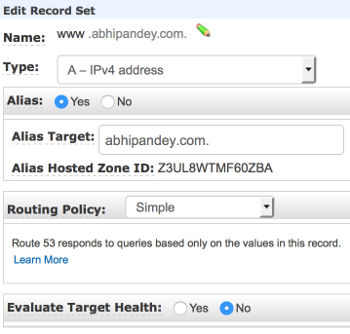 Edit Record Set
Name: www .abhipandey.com.
Type: A – IPv4 address
Alias: Yes No
Alias Target: abhipandey.com.
Alias Hosted Zone ID: Z3UL8WTMF60ZBA
Routing Policy: Simple
Route 53 responds to queries based only on the values in this record.
Learn More
Evaluate Target Health: Yes No